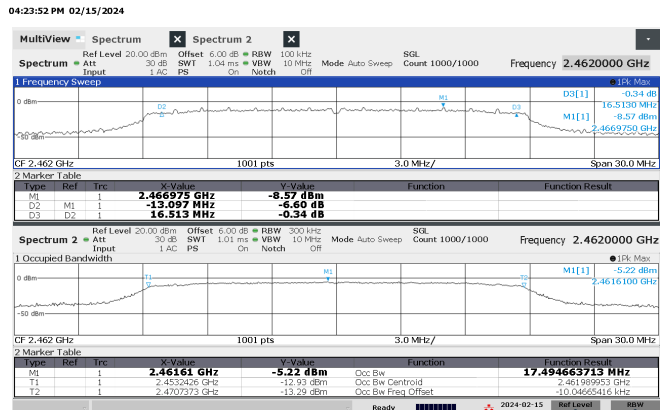 04:23:52 PM 02/15/2024
MultiView Spectrum Spectrum 2
Ref Level 20.00 dBm Offset 6.00 dB RBW 100 kHz SGL
Spectrum Att 30 dB SWT 1.04 ms VBW 10 MHz Mode Auto Sweep Count 1000/1000 Frequency 2.4620000 GHz
Input 1 AC PS On Notch Off
1 Frequency Sweep 1Pk Max
D3[1] -0.34 dB
16.5130 MHz
M1[1] -8.57 dBm
2.4669750 GHz
0 dBm
D2 M1 D3
-50 dBm
CF 2.462 GHz 1001 pts 3.0 MHz/ Span 30.0 MHz
2 Marker Table
Type Ref Trc X-Value Y-Value Function Function Result
M1 1 2.466975 GHz -8.57 dBm
D2 M1 1 -13.097 MHz -6.60 dB
D3 D2 1 16.513 MHz -0.34 dB
Ref Level 20.00 dBm Offset 6.00 dB RBW 300 kHz SGL
Spectrum 2 Att 30 dB SWT 1.01 ms VBW 10 MHz Mode Auto Sweep Count 1000/1000 Frequency 2.4620000 GHz
Input 1 AC PS On Notch Off
1 Occupied Bandwidth 1Pk Max
M1[1] -5.22 dBm
2.4616100 GHz
0 dBm
T1 M1 T2
-50 dBm
CF 2.462 GHz 1001 pts 3.0 MHz/ Span 30.0 MHz
2 Marker Table
Type Ref Trc X-Value Y-Value Function Function Result
M1 1 2.46161 GHz -5.22 dBm Occ Bw 17.494663713 MHz
T1 1 2.4532426 GHz -12.93 dBm Occ Bw Centroid 2.461989953 GHz
T2 1 2.4707373 GHz -13.29 dBm Occ Bw Freq Offset -10.04665416 kHz
Ready 2024-02-15 Ref Level RBW